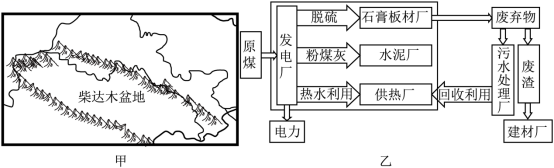 柴达木盆地
甲
原煤
发电厂
脱硫
石膏板材厂
粉煤灰
水泥厂
热水利用
供热厂
回收利用
电力
废弃物
污水处理厂
废渣
建材厂
乙